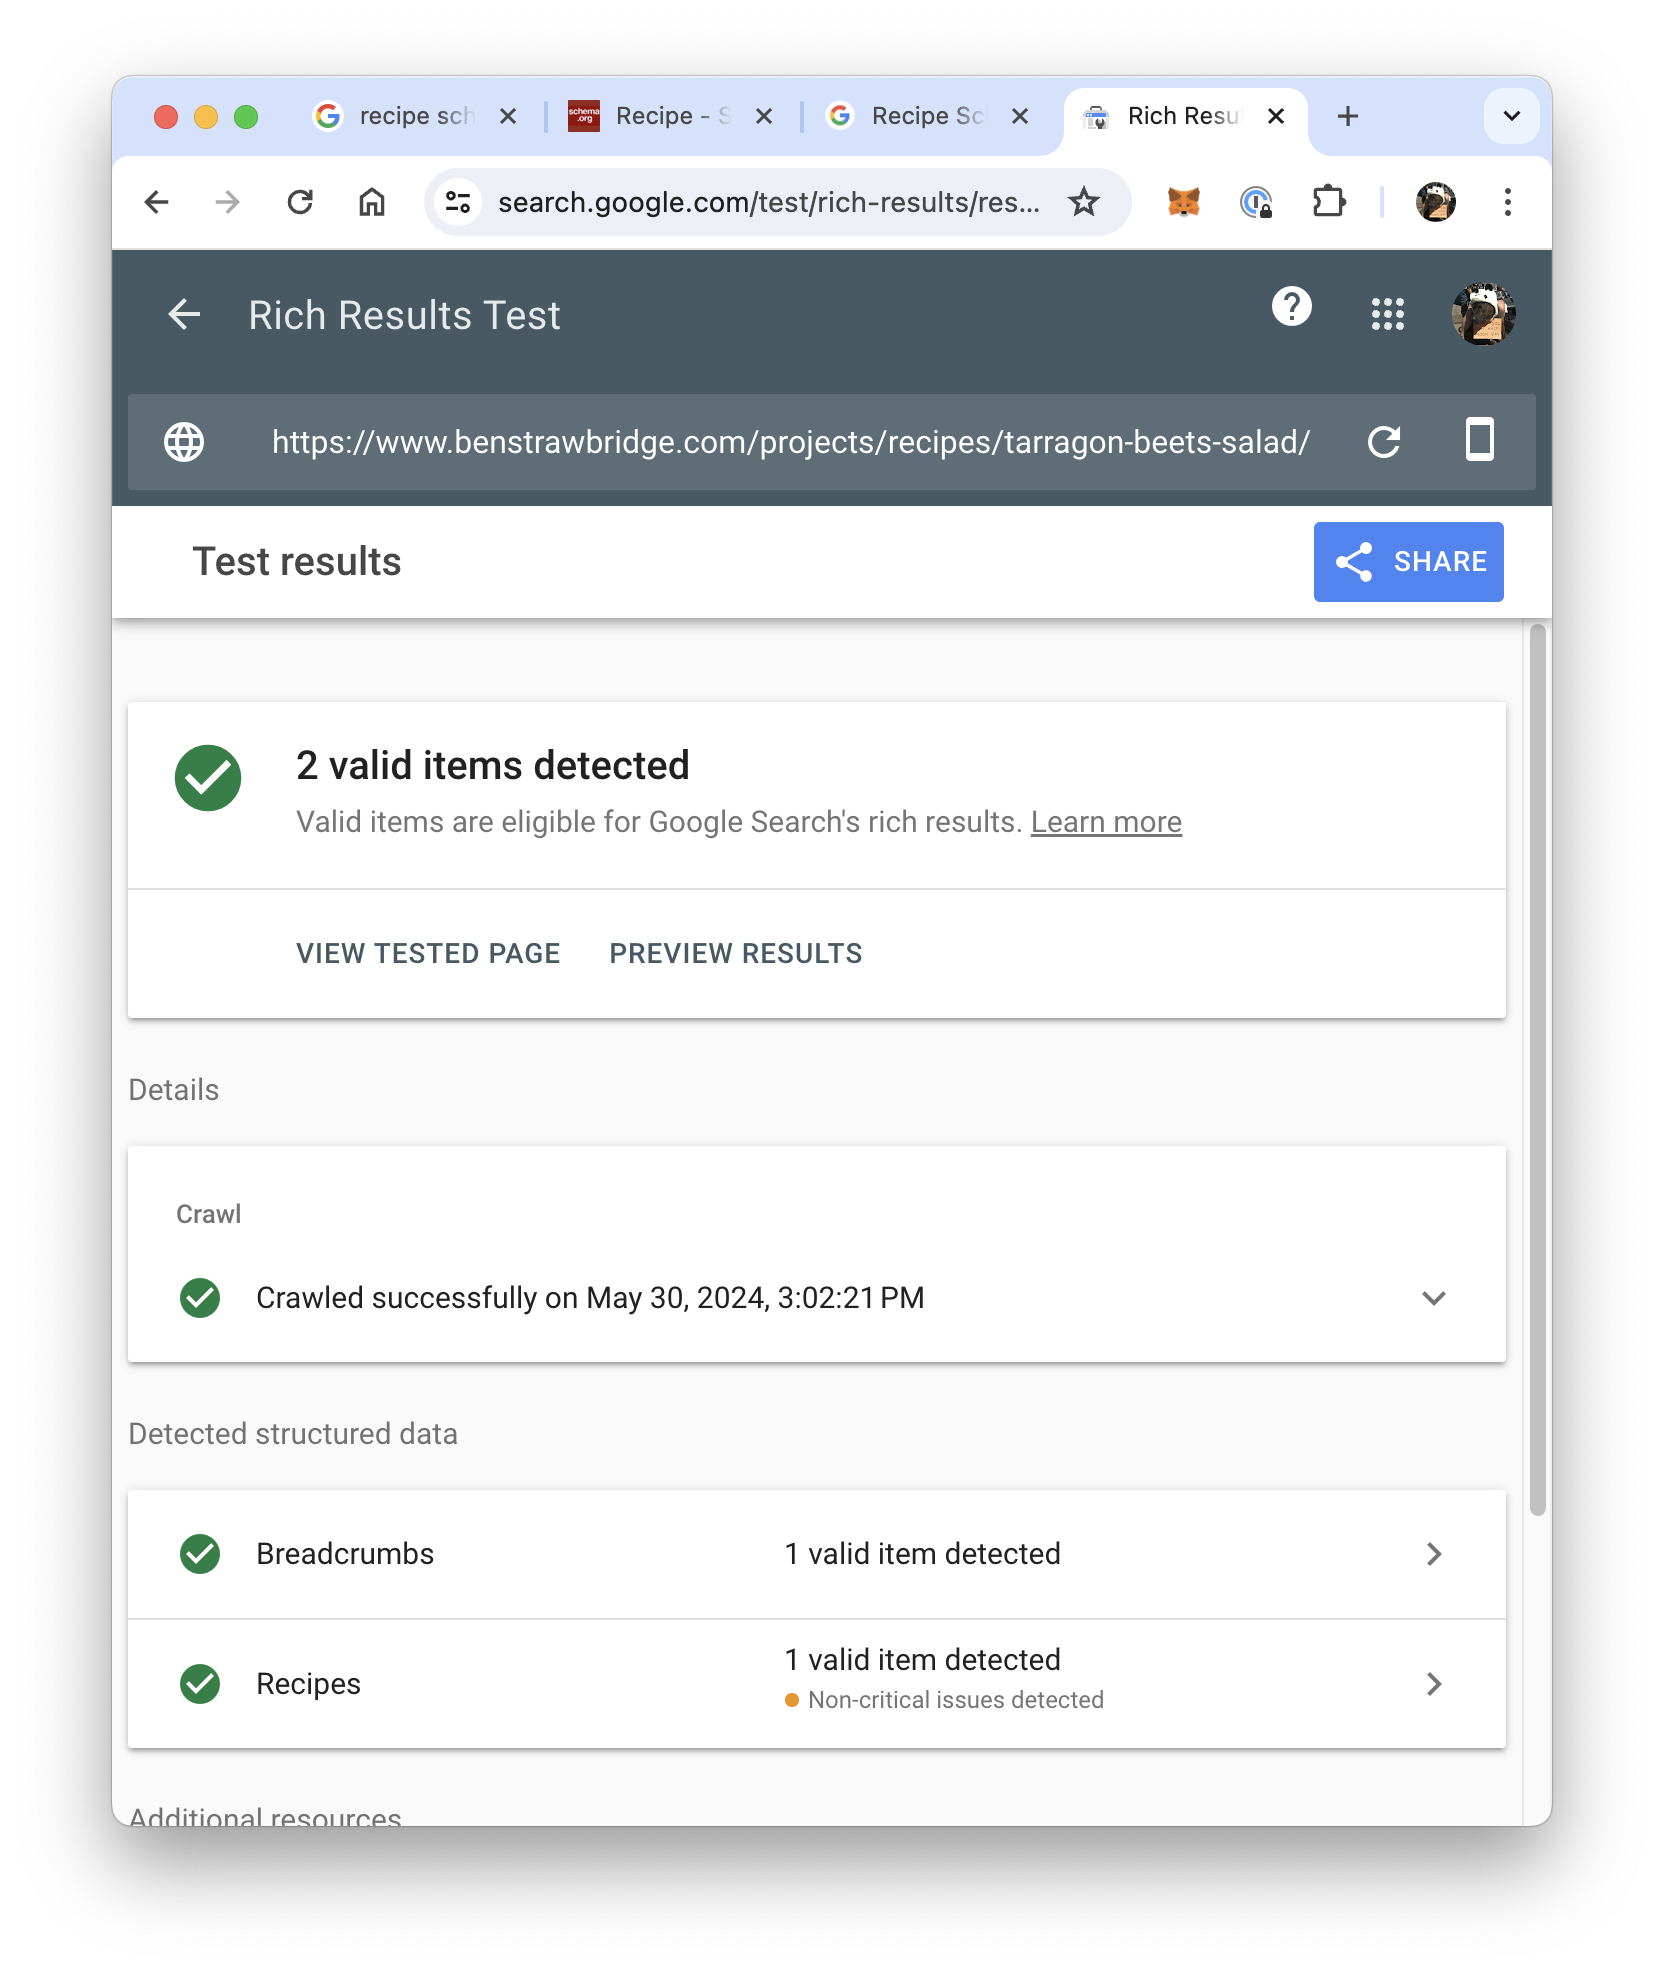 recipe sch
schema
.org
Recipe - S
Recipe Sc
Rich Resu
search.google.com/test/rich-results/res...
Rich Results Test
https://www.benstrawbridge.com/projects/recipes/tarragon-beets-salad/
Test results
SHARE
2 valid items detected
Valid items are eligible for Google Search's rich results. Learn more
VIEW TESTED PAGE
PREVIEW RESULTS
Details
Crawl
Crawled successfully on May 30, 2024, 3:02:21 PM
Detected structured data
Breadcrumbs
1 valid item detected
Recipes
1 valid item detected
Non-critical issues detected
Additional resources